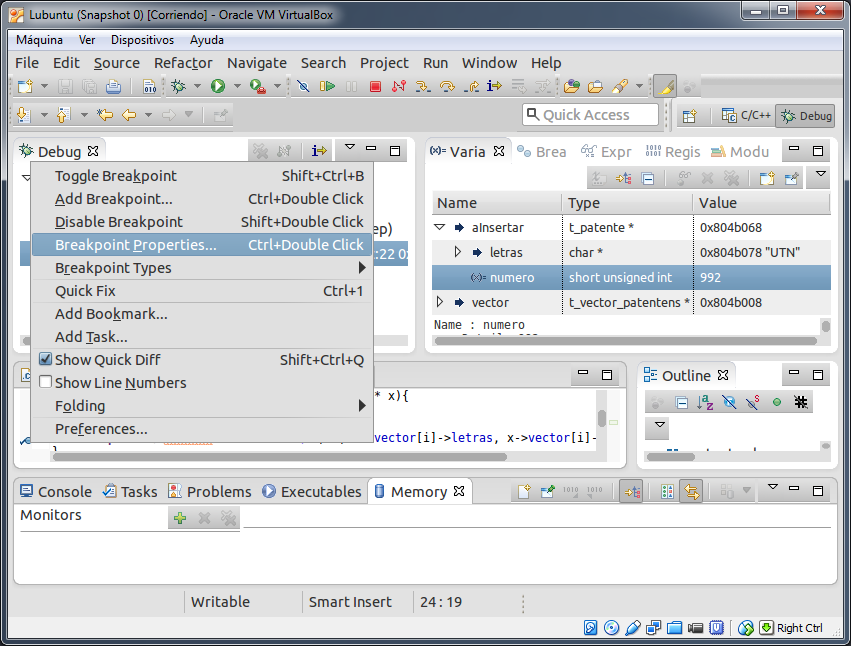 Lubuntu (Snapshot 0) [Corriendo] - Oracle VM VirtualBox
Máquina Ver Dispositivos Ayuda
File Edit Source Refactor Navigate Search Project Run Window Help
Quick Access C/C++ Debug
Debug
Toggle Breakpoint Shift+Ctrl+B
Add Breakpoint... Ctrl+Double Click
Disable Breakpoint Shift+Ctrl+Double Click
Breakpoint Properties... Ctrl+Double Click
Breakpoint Types
Quick Fix Ctrl+1
Add Bookmark...
Add Task...
Show Quick Diff Shift+Ctrl+Q
Show Line Numbers
Folding
Preferences...
ep)
:22 0
(x)= Varia Brea Expr Regis Modu
Name Type Value
aInsertar t_patente * 0x804b068
letras char * 0x804b078 "UTN"
(x)= numero short unsigned int 992
vector t_vector_patentens * 0x804b008
Name : numero
* x){
vector[i]->letras, x->vector[i]-
Outline
Console Tasks Problems Executables Memory
Monitors
Writable Smart Insert 24 : 19
Right Ctrl